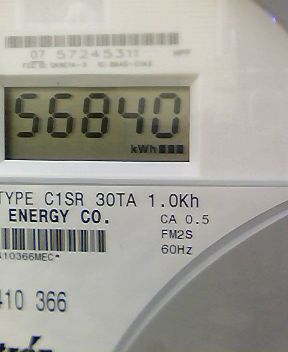 07 57245311
56840
kWh
TYPE C1SR 30TA 1.0Kh
ENERGY CO.
CA 0.5
FM2S
60Hz
410366MEC*
410 366